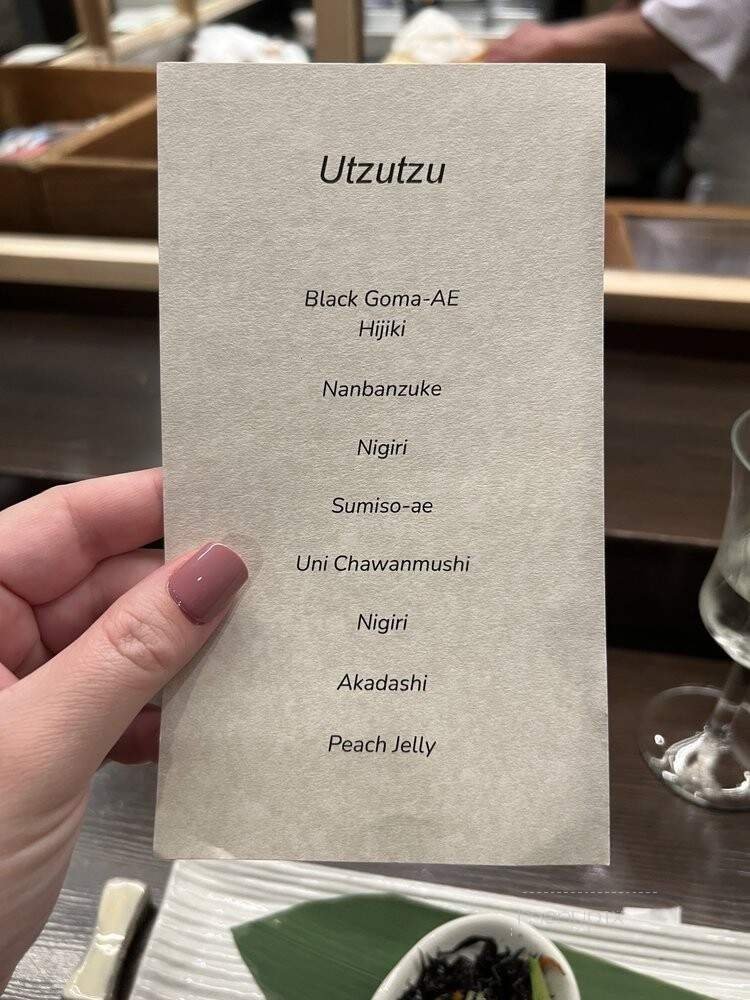 Utzutzu
Black Goma-AE
Hijiki
Nanbanzuke
Nigiri
Sumiso-ae
Uni Chawanmushi
Nigiri
Akadashi
Peach Jelly